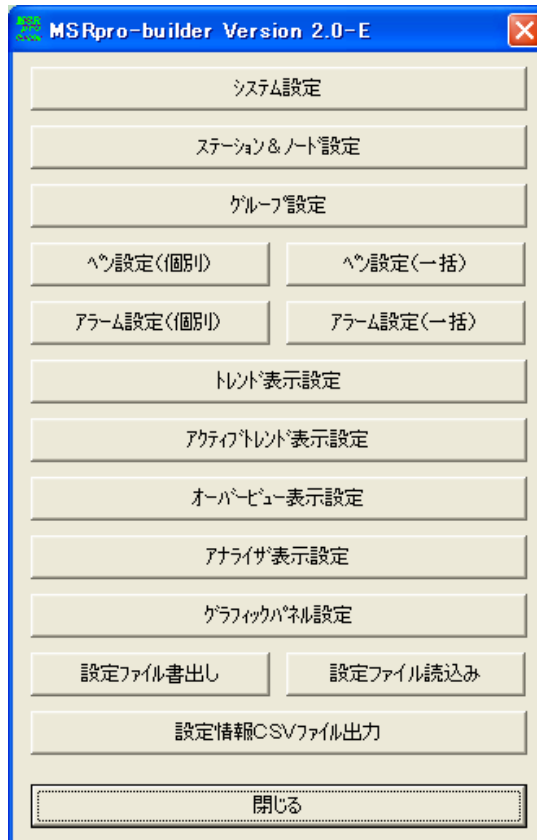 MSRpro-builder Version 2.0-E
システム設定
ステーション&ノード設定
グループ設定
ペン設定(個別)
ペン設定(一括)
アラーム設定(個別)
アラーム設定(一括)
トレンド表示設定
アクティブトレンド表示設定
オーバービュー表示設定
アナライザ表示設定
グラフィックパネル設定
設定ファイル書出し
設定ファイル読込み
設定情報CSVファイル出力
閉じる